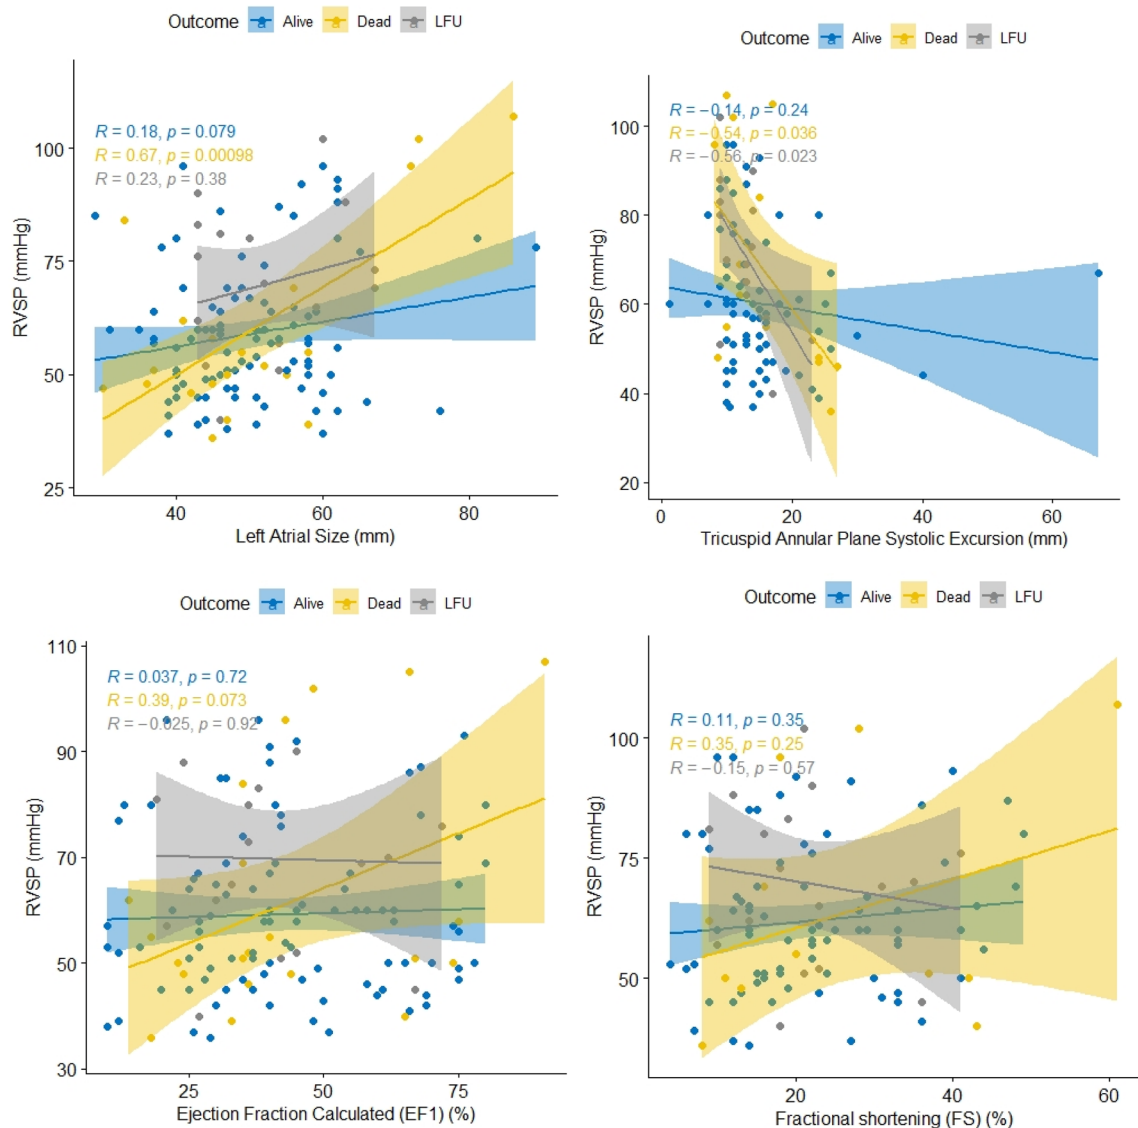 Outcome Alive Dead LFU
R = 0.18, p = 0.079
R = 0.67, p = 0.00098
R = 0.23, p = 0.38
RVSP (mmHg)
100
75
50
25
40 60 80
Left Atrial Size (mm)
Outcome Alive Dead LFU
R = −0.14, p = 0.24
R = −0.54, p = 0.036
R = −0.56, p = 0.023
RVSP (mmHg)
100
80
60
40
20
0 20 40 60
Tricuspid Annular Plane Systolic Excursion (mm)
Outcome Alive Dead LFU
R = 0.037, p = 0.72
R = 0.39, p = 0.073
R = −0.025, p = 0.92
RVSP (mmHg)
110
90
70
50
30
25 50 75
Ejection Fraction Calculated (EF1) (%)
Outcome Alive Dead LFU
R = 0.11, p = 0.35
R = 0.35, p = 0.25
R = −0.15, p = 0.57
RVSP (mmHg)
100
75
50
20 40 60
Fractional shortening (FS) (%)